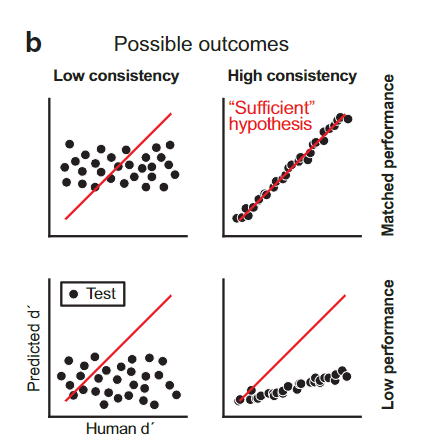 b
Possible outcomes
Low consistency
High consistency
“Sufficient”
hypothesis
Matched performance
Test
Predicted d´
Human d´
Low performance